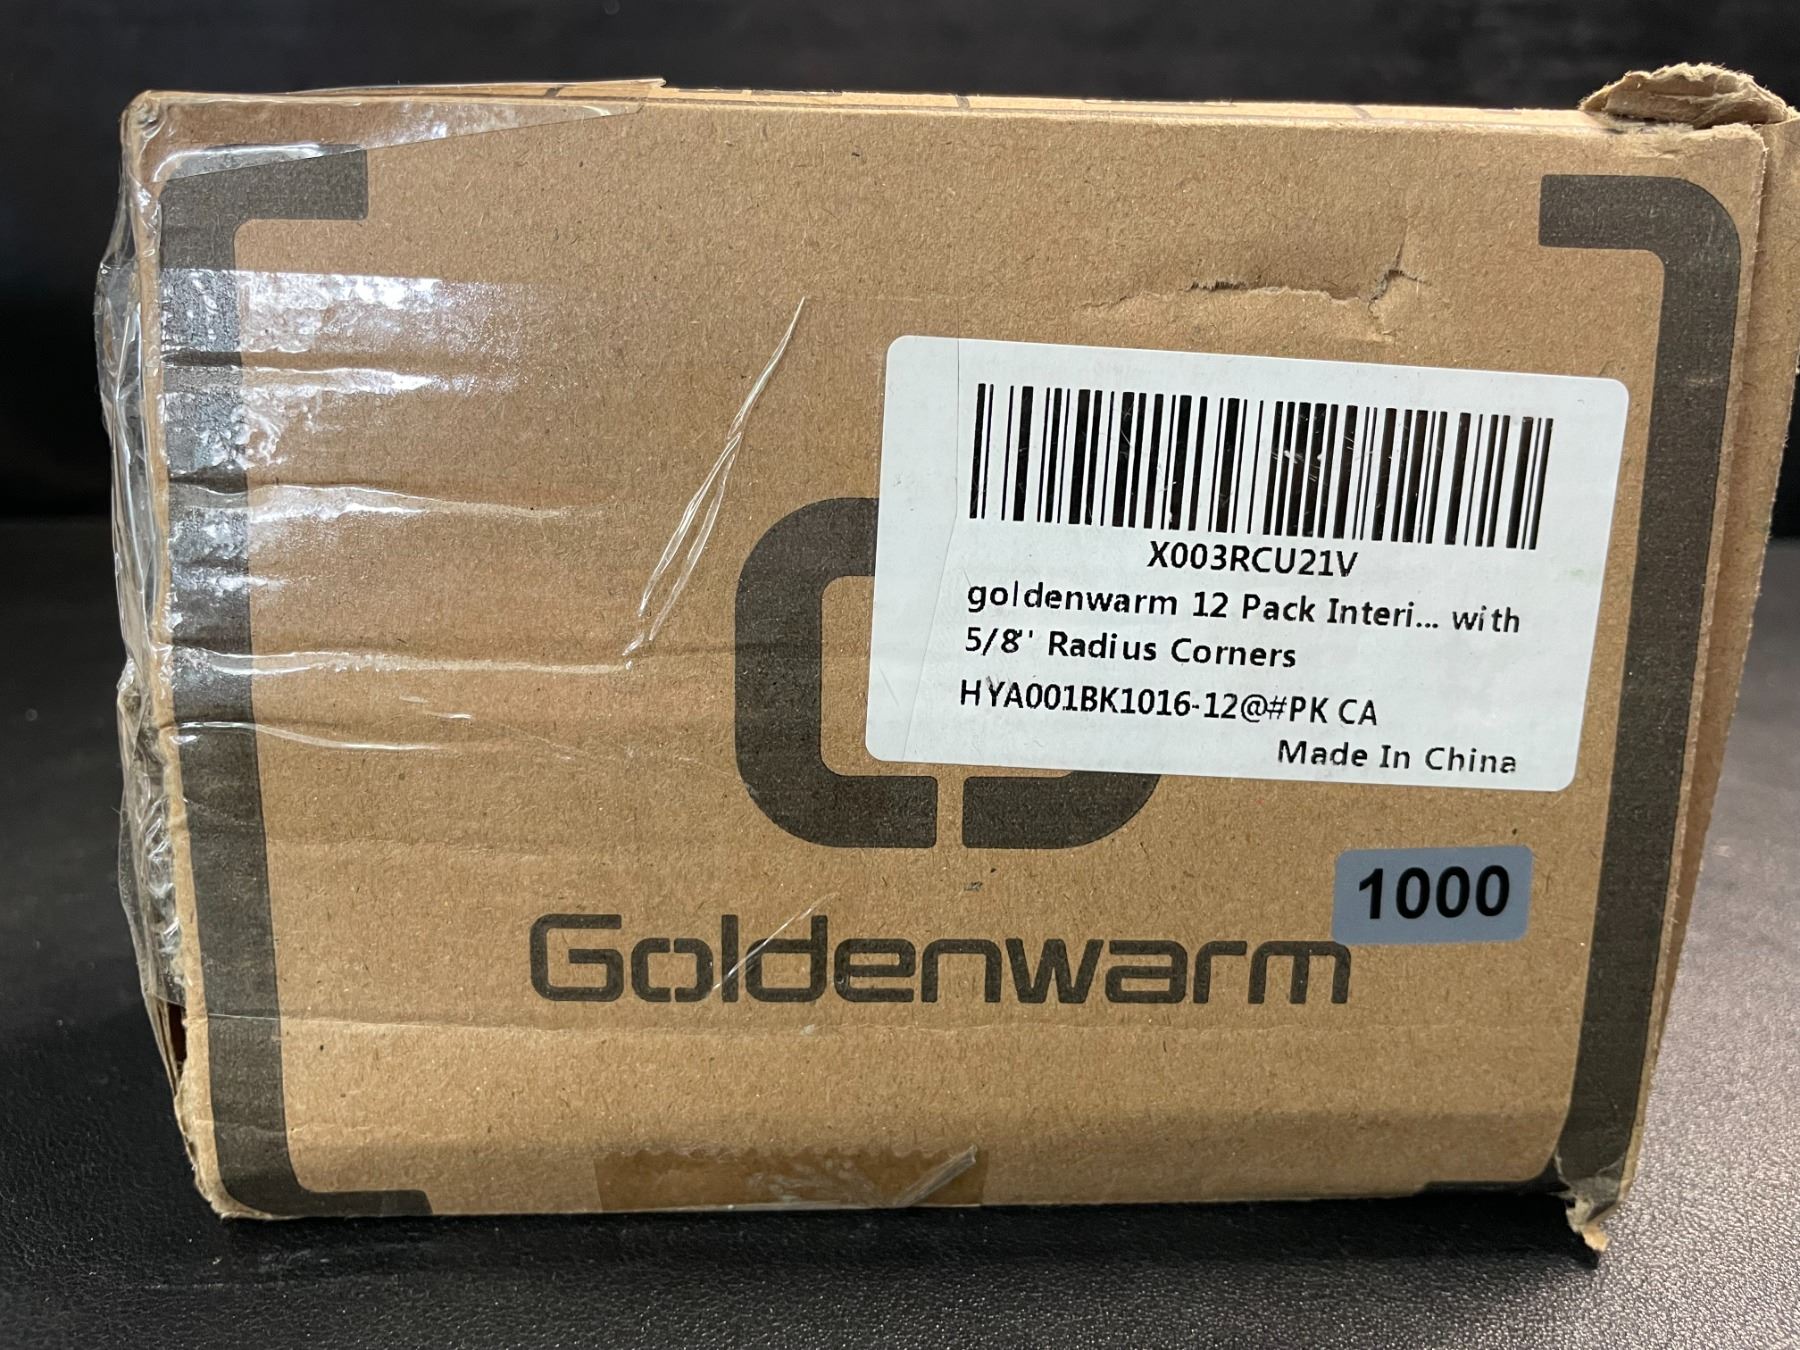 X003RCU21V
goldenwarm 12 Pack Interi... with
5/8'' Radius Corners
HYA001BK1016-12@#PK CA
Made In China
1000
Goldenwarm